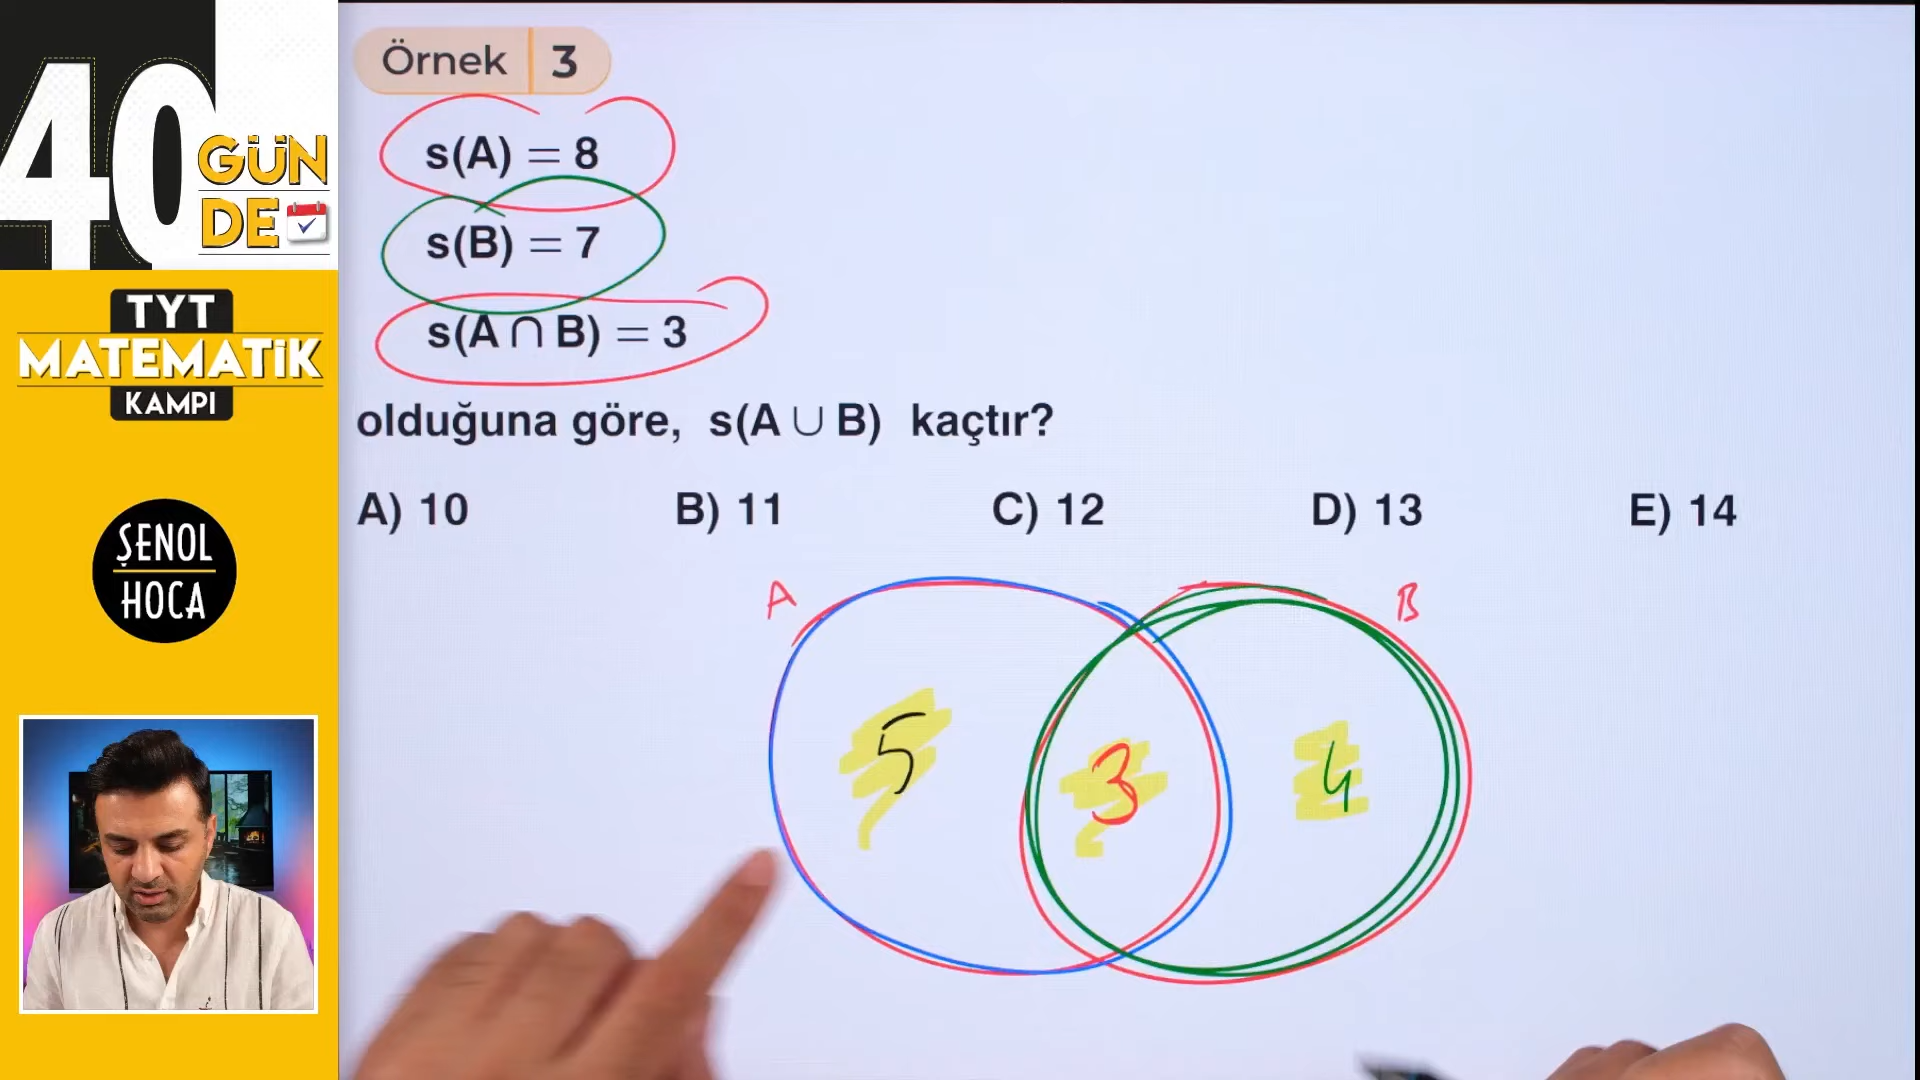 40
GÜN
DE
TYT
MATEMATİK
KAMPI
ŞENOL
HOCA
Örnek 3
s(A) = 8
s(B) = 7
s(A ∩ B) = 3
olduğuna göre, s(A ∪ B) kaçtır?
A) 10 B) 11 C) 12 D) 13 E) 14
A B
5 3 4